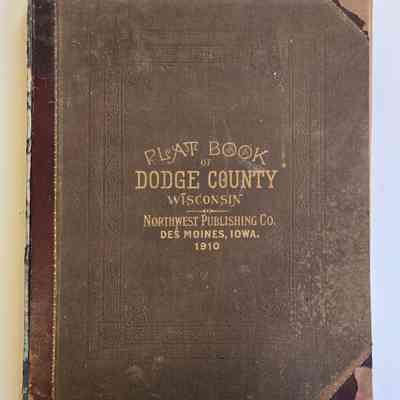 PLAT BOOK
OF
DODGE COUNTY
WISCONSIN
NORTHWEST PUBLISHING CO.
DES MOINES, IOWA.
1910